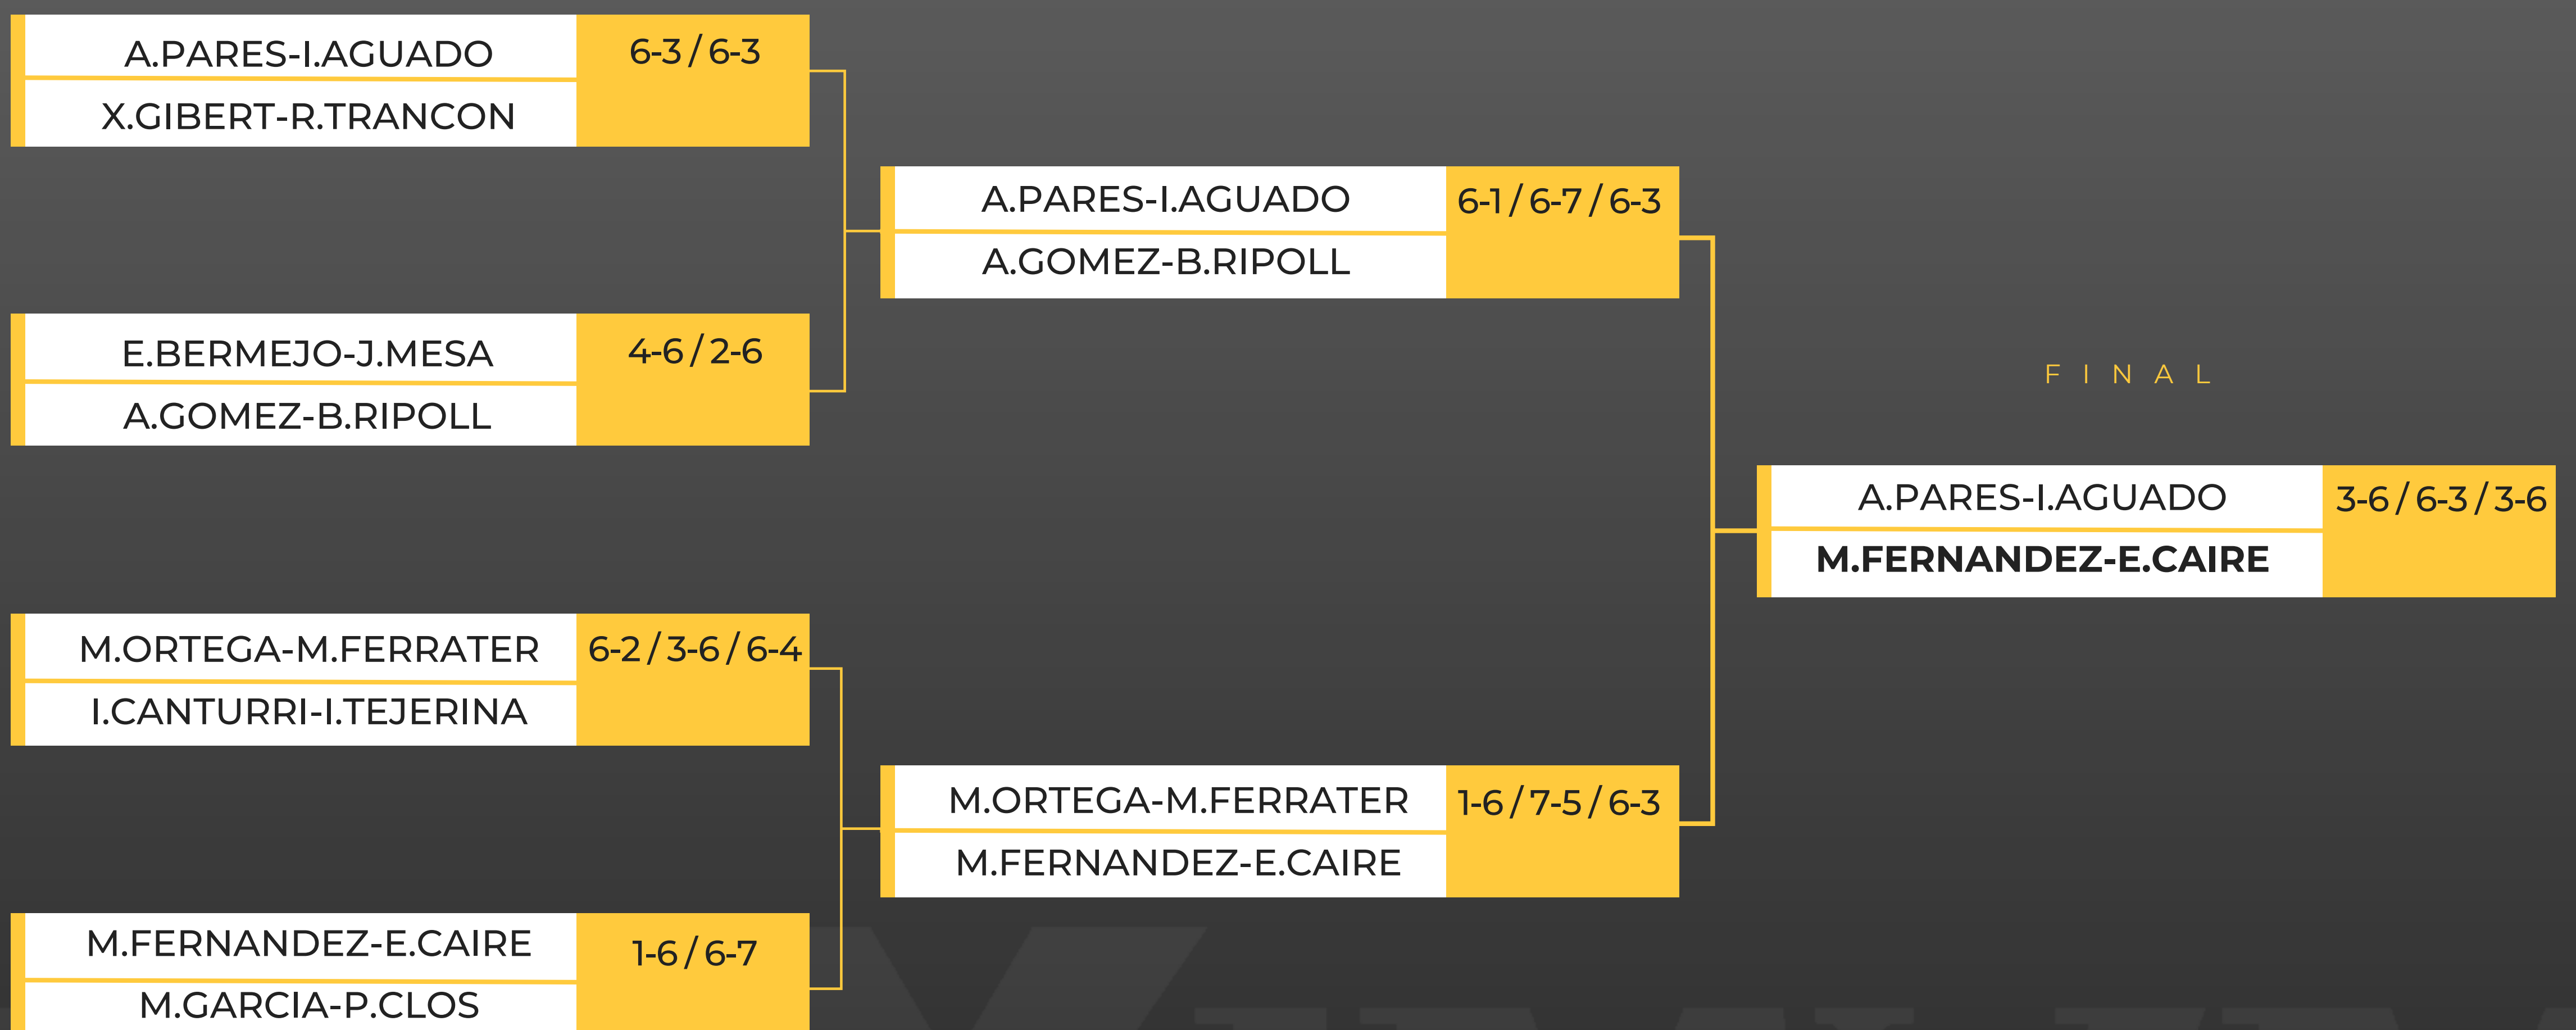 A.PARES-I.AGUADO 6-3 / 6-3
X.GIBERT-R.TRANCON
E.BERMEJO-J.MESA 4-6 / 2-6
A.GOMEZ-B.RIPOLL
M.ORTEGA-M.FERRATER 6-2 / 3-6 / 6-4
I.CANTURRI-I.TEJERINA
M.FERNANDEZ-E.CAIRE 1-6 / 6-7
M.GARCIA-P.CLOS
A.PARES-I.AGUADO 6-1 / 6-7 / 6-3
A.GOMEZ-B.RIPOLL
M.ORTEGA-M.FERRATER 1-6 / 7-5 / 6-3
M.FERNANDEZ-E.CAIRE
FINAL
A.PARES-I.AGUADO 3-6 / 6-3 / 3-6
M.FERNANDEZ-E.CAIRE